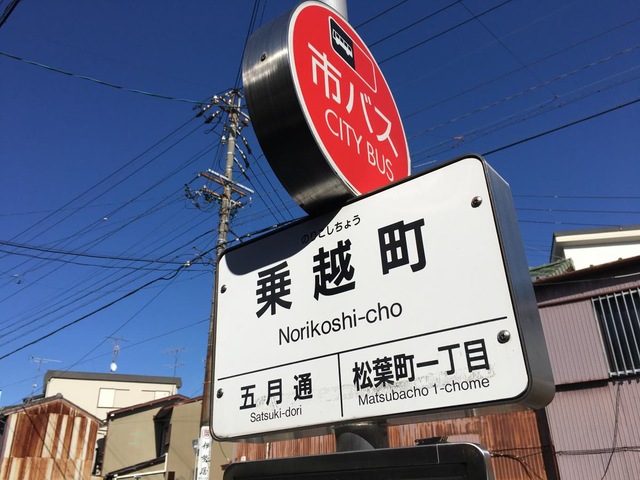 市バス
CITY BUS
のりこしちょう
乗越町
Norikoshi-cho
五月通
Satsuki-dori
松葉町一丁目
Matsubacho 1-chome